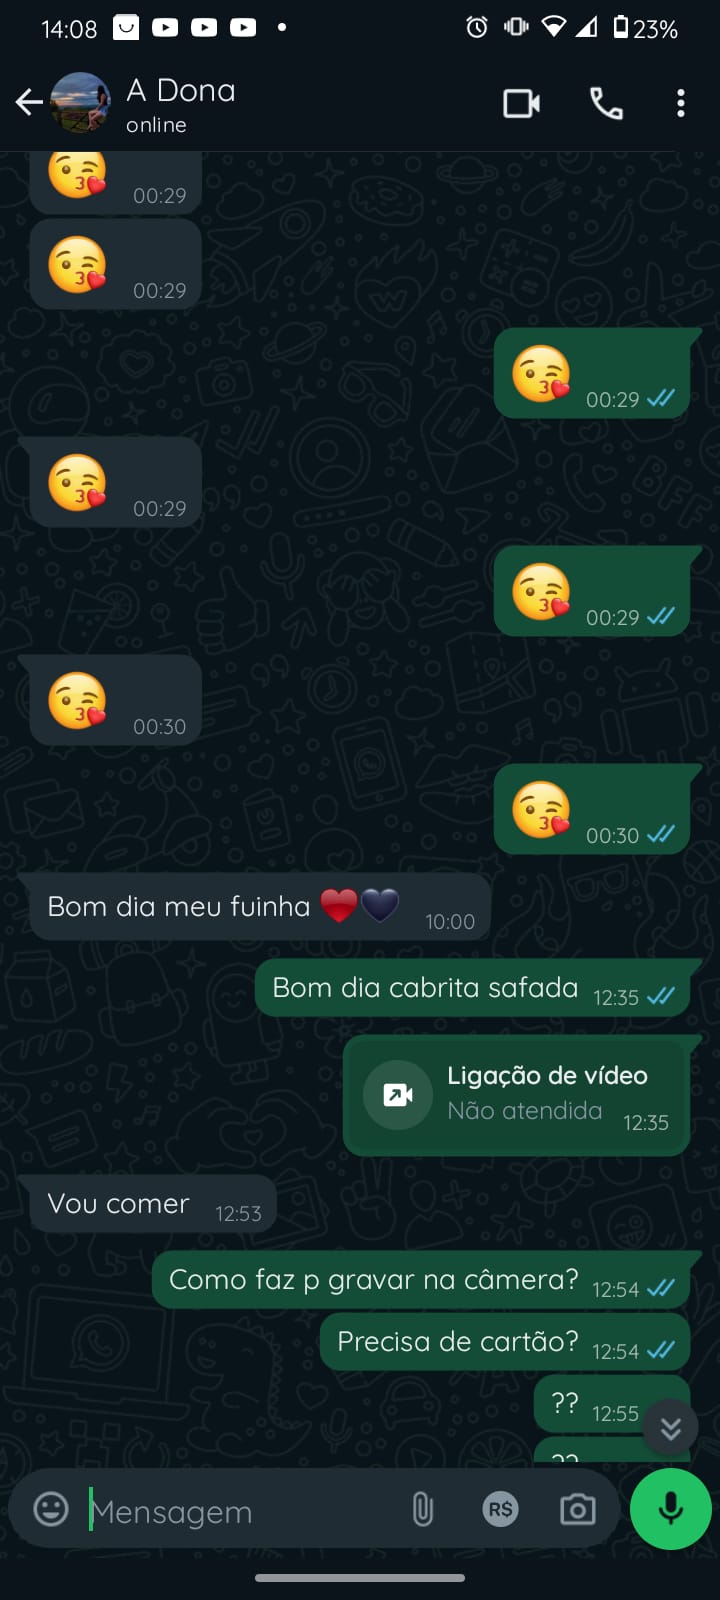 14:08 23%
A Dona
online
00:29
00:29
00:29
00:29
00:29
00:30
00:30
Bom dia meu fuinha ❤️🖤 10:00
Bom dia cabrita safada 12:35
Ligação de vídeo
Não atendida 12:35
Vou comer 12:53
Como faz p gravar na câmera? 12:54
Precisa de cartão? 12:54
?? 12:55
??
Mensagem R$